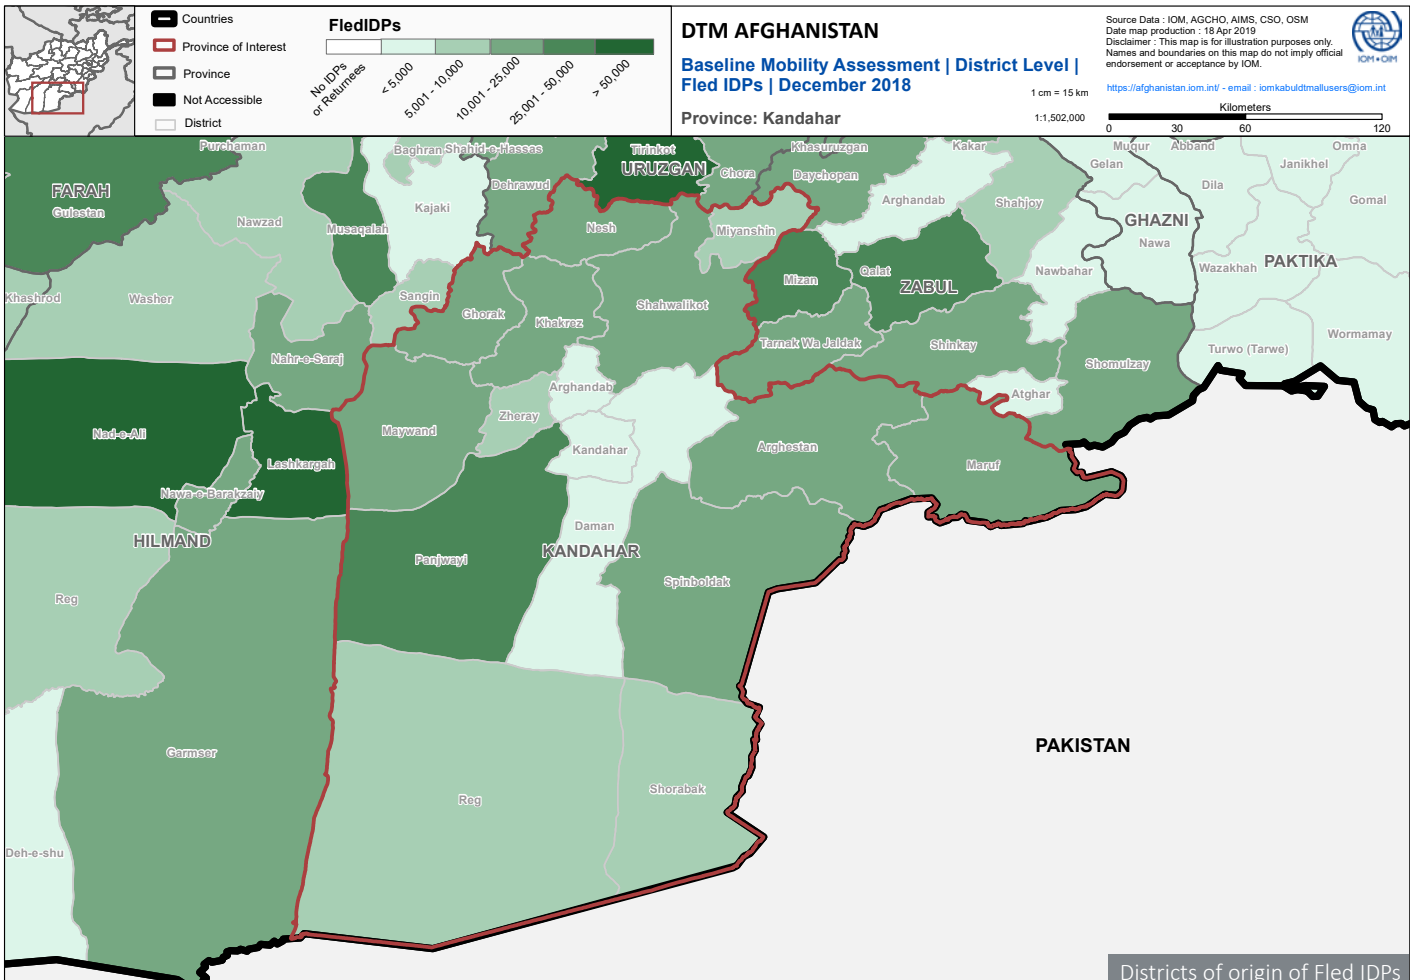 Countries
Province of Interest
Province
Not Accessible
District
FledIDPs
No IDPs
or Returnees
< 5,000
5,001 - 10,000
10,001 - 25,000
25,001 - 50,000
> 50,000
DTM AFGHANISTAN
Baseline Mobility Assessment | District Level |
Fled IDPs | December 2018
Province: Kandahar
1 cm = 15 km
1:1,502,000
Source Data : IOM, AGCHO, AIMS, CSO, OSM
Date map production : 18 Apr 2019
Disclaimer : This map is for illustration purposes only.
Names and boundaries on this map do not imply official
endorsement or acceptance by IOM.
https://afghanistan.iom.int/ - email : iomkabuldtmallusers@iom.int
IOM•OIM
Kilometers
0 30 60 120
Purchaman
Baghran
Shahid-e-Hassas
Tirinkot
URUZGAN
Khasuruzgan
Kakar
Muqur
Aband
Omna
Gelan
Janikhel
FARAH
Gulestan
Dehrawud
Chora
Daychopan
Dila
Gomal
Nawzad
Kajaki
Arghandab
Shahjoy
Musaqalah
Nesh
Miyanshin
GHAZNI
Nawa
Khashrod
Washer
Sangin
Mizan
Qalat
ZABUL
Nawbahar
Wazakhah
PAKTIKA
Ghorak
Khakrez
Shahwalikot
Nahr-e-Saraj
Tarnak Wa Jaldak
Shinkay
Wormamay
Turwo (Tarwe)
Shomulzay
Arghandab
Atghar
Zheray
Nad-e-Ali
Maywand
Kandahar
Arghestan
Lashkargah
Maruf
Nawa-e-Barakzaiy
Daman
HILMAND
KANDAHAR
Panjwayi
Spinboldak
Reg
PAKISTAN
Garmser
Reg
Shorabak
Deh-e-shu
Districts of origin of Fled IDPs